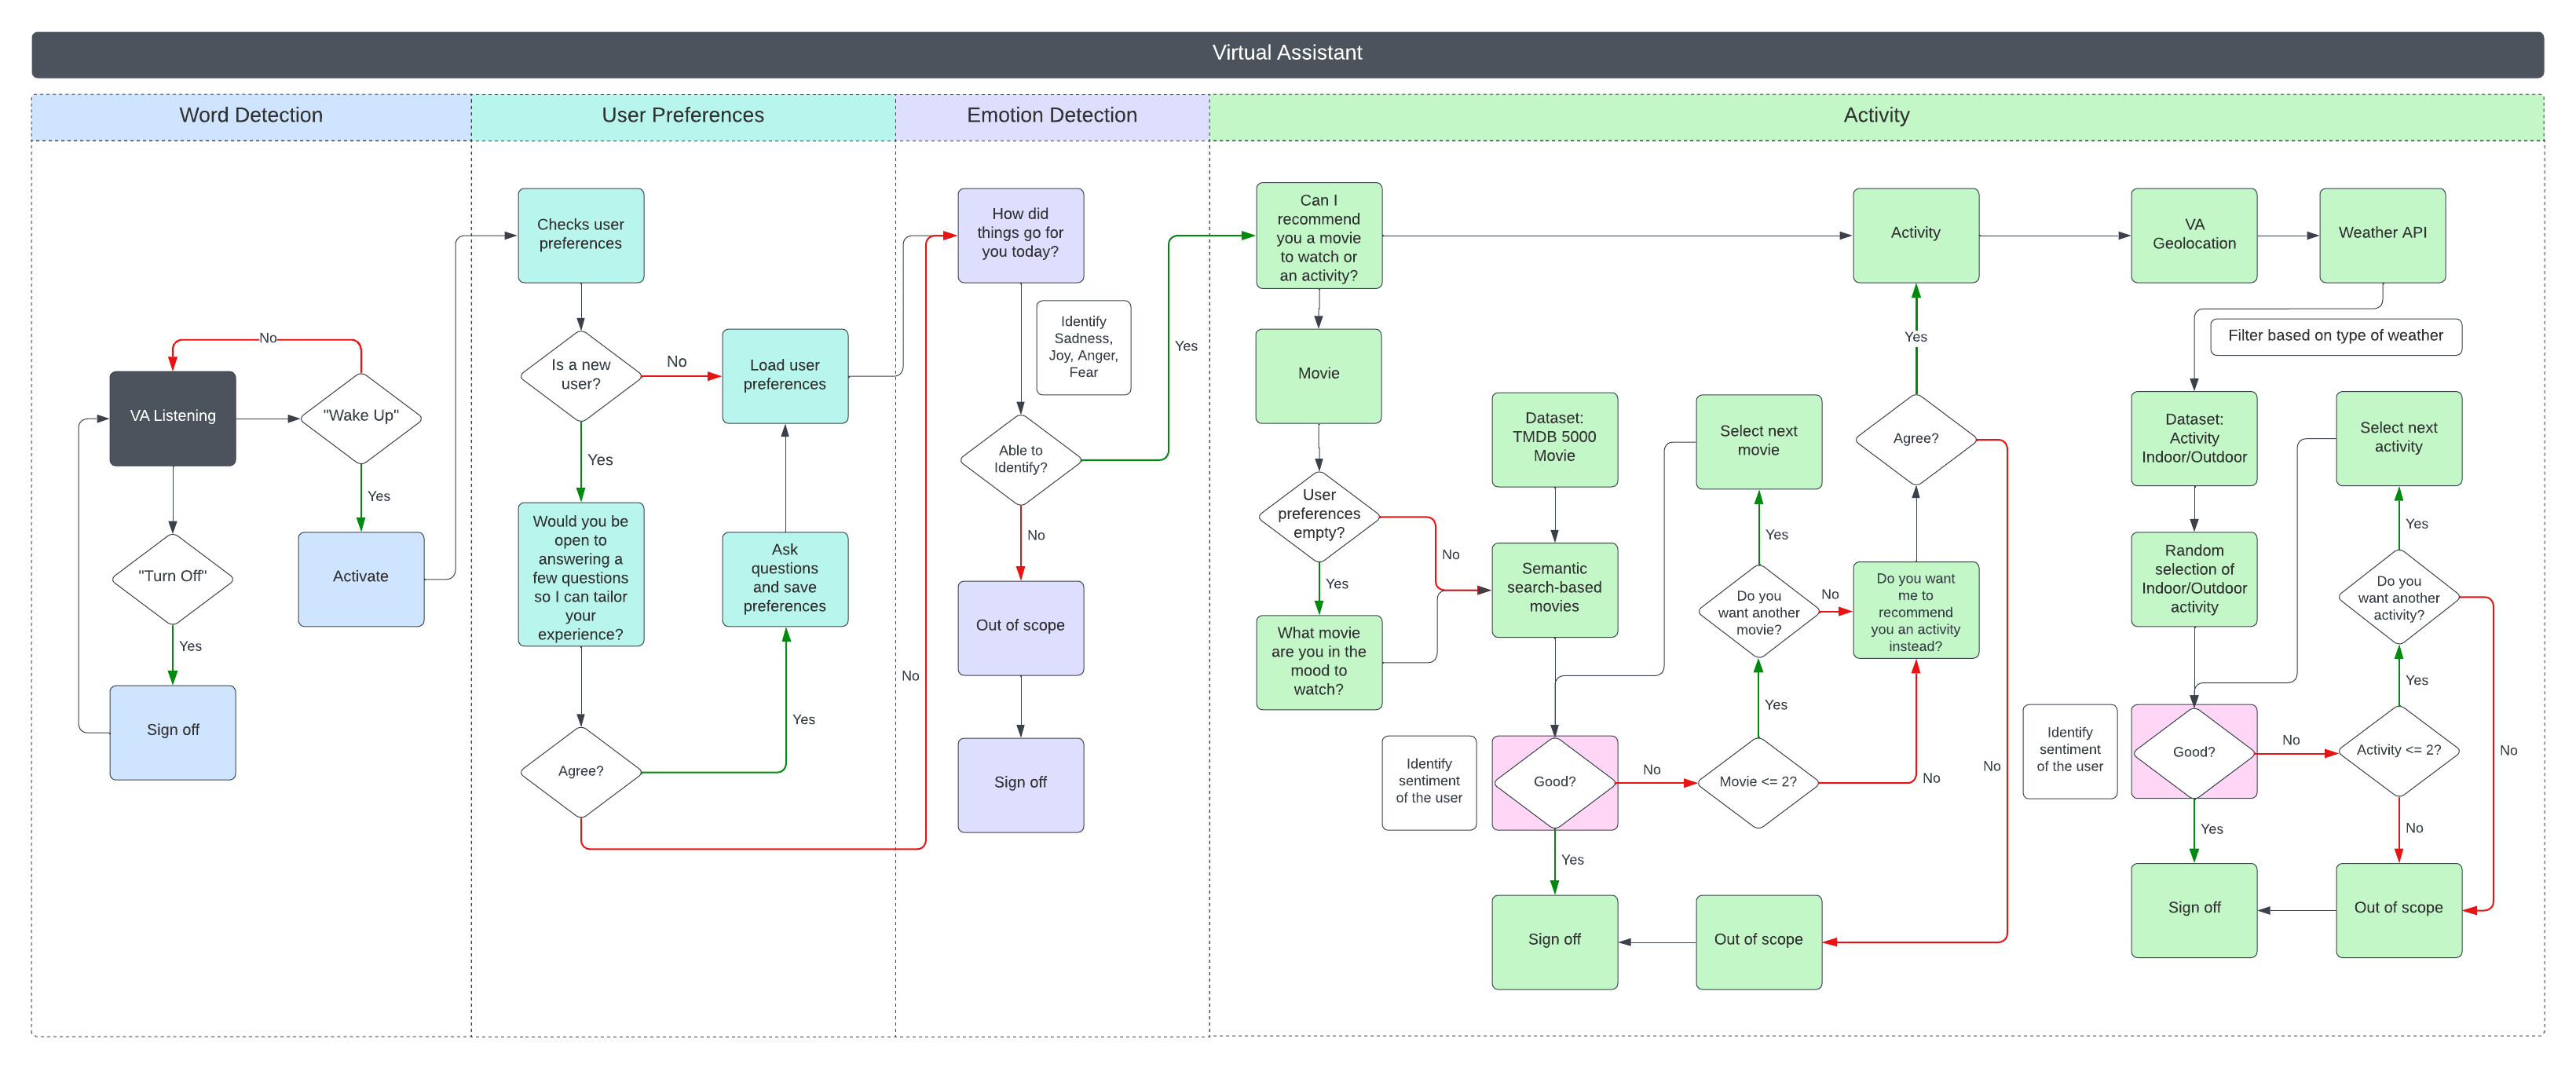 Virtual Assistant
Word Detection
User Preferences
Emotion Detection
Activity
No
VA Listening
"Wake Up"
Yes
"Turn Off"
Activate
Yes
Sign off
Checks user
preferences
Is a new
user?
No
Load user
preferences
Yes
Would you be
open to
answering a
few questions
so I can tailor
your
experience?
Ask
questions
and save
preferences
Yes
Agree?
No
How did
things go for
you today?
Identify
Sadness,
Joy, Anger,
Fear
Able to
Identify?
Yes
No
Out of scope
Sign off
Can I
recommend
you a movie
to watch or
an activity?
Movie
User
preferences
empty?
No
Yes
What movie
are you in the
mood to
watch?
Dataset:
TMDB 5000
Movie
Semantic
search-based
movies
Identify
sentiment
of the user
Good?
No
Yes
Sign off
Select next
movie
Yes
Do you
want another
movie?
No
Yes
Movie <= 2?
No
Out of scope
Activity
Yes
Agree?
Do you want
me to
recommend
you an activity
instead?
No
VA
Geolocation
Weather API
Filter based on type of weather
Dataset:
Activity
Indoor/Outdoor
Random
selection of
Indoor/Outdoor
activity
Identify
sentiment
of the user
Good?
No
Yes
Sign off
Select next
activity
Yes
Do you
want another
activity?
Yes
Activity <= 2?
No
No
Out of scope